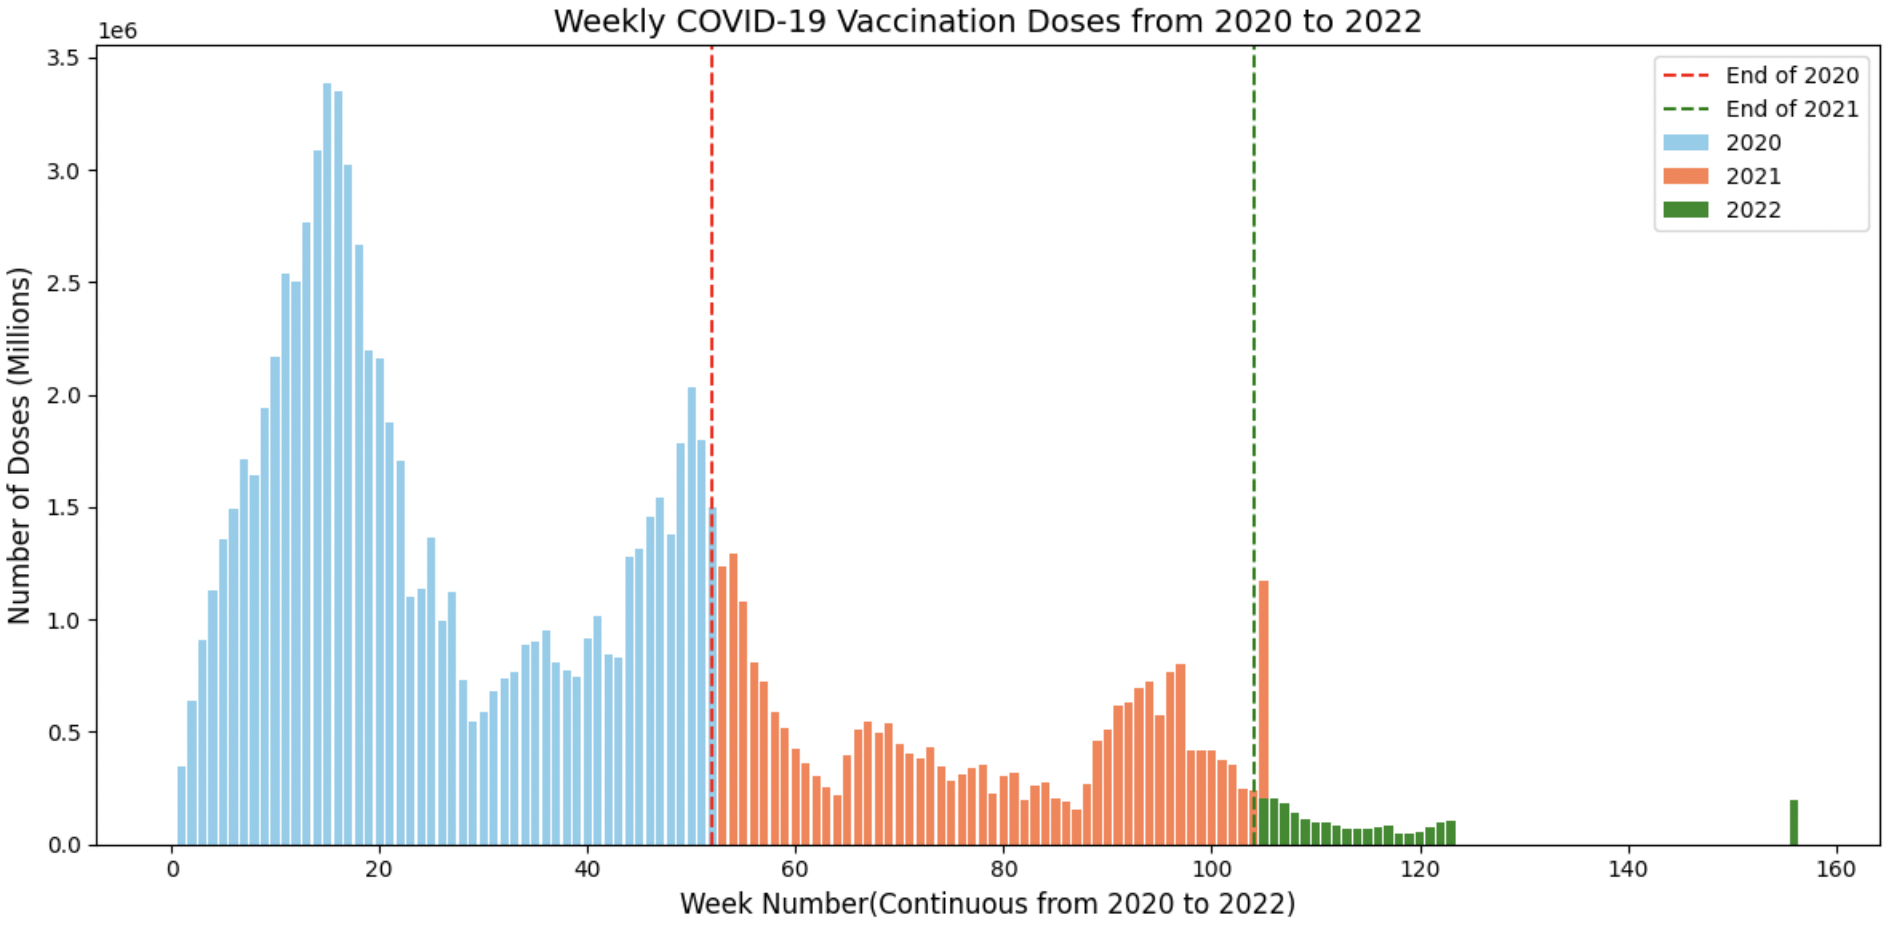 Weekly COVID-19 Vaccination Doses from 2020 to 2022
1e6
3.5
3.0
2.5
2.0
1.5
1.0
0.5
0.0
Number of Doses (Millions)
End of 2020
End of 2021
2020
2021
2022
0 20 40 60 80 100 120 140 160
Week Number(Continuous from 2020 to 2022)